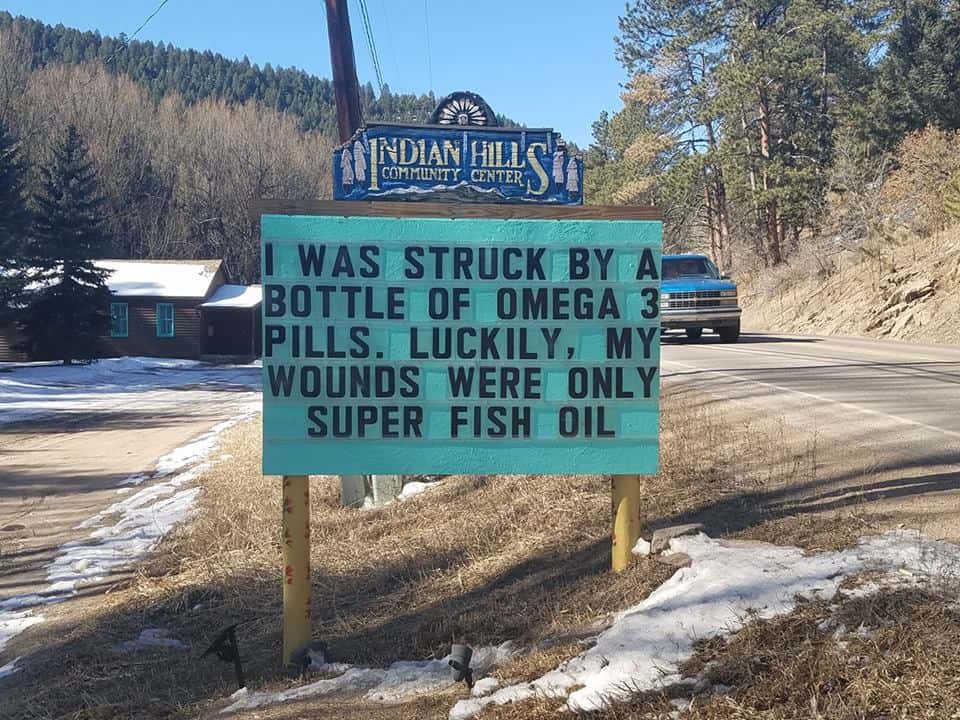 INDIAN HILLS
COMMUNITY CENTER
I WAS STRUCK BY A
BOTTLE OF OMEGA 3
PILLS. LUCKILY, MY
WOUNDS WERE ONLY
SUPER FISH OIL